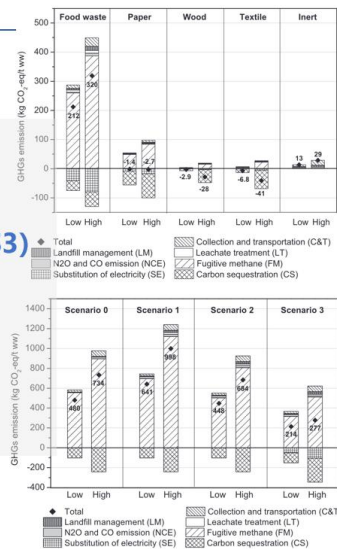 Food waste Paper Wood Textile Inert
GHGs emission (kg CO2-eq/t ww)
500
400
300
200
100
0
-100
212
320
-1.4
-2.7
-2.9
-28
-6.8
-41
13
29
Low High Low High Low High Low High Low High
S3)
Total
Landfill management (LM)
N2O and CO emission (NCE)
Substitution of electricity (SE)
Collection and transportation (C&T)
Leachate treatment (LT)
Fugitive methane (FM)
Carbon sequestration (CS)
Scenario 0 Scenario 1 Scenario 2 Scenario 3
GHGs emission (kg CO2-eq/t ww)
1400
1200
1000
800
600
400
200
0
-200
-400
480
734
641
998
448
684
214
277
Low High Low High Low High Low High
Total
Landfill management (LM)
N2O and CO emission (NCE)
Substitution of electricity (SE)
Collection and transportation (C&T)
Leachate treatment (LT)
Fugitive methane (FM)
Carbon sequestration (CS)